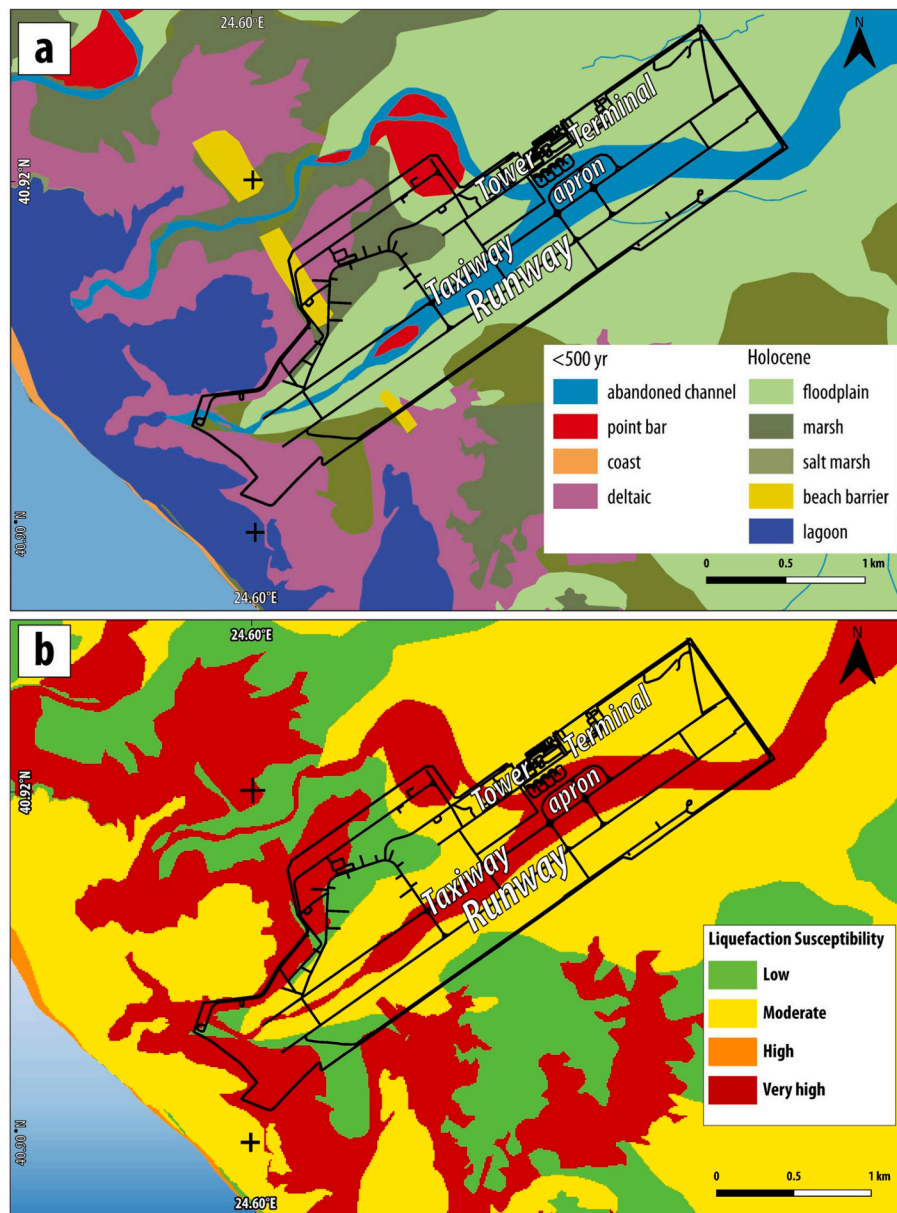 a
24.60°E
N
40.92°N
Tower
Terminal
apron
Taxiway
Runway
<500 yr
abandoned channel
point bar
coast
deltaic
Holocene
floodplain
marsh
salt marsh
beach barrier
lagoon
40.90°N
24.60°E
0 0.5 1 km
b
24.60°E
N
40.92°N
Tower
Terminal
apron
Taxiway
Runway
Liquefaction Susceptibility
Low
Moderate
High
Very high
40.90°N
24.60°E
0 0.5 1 km